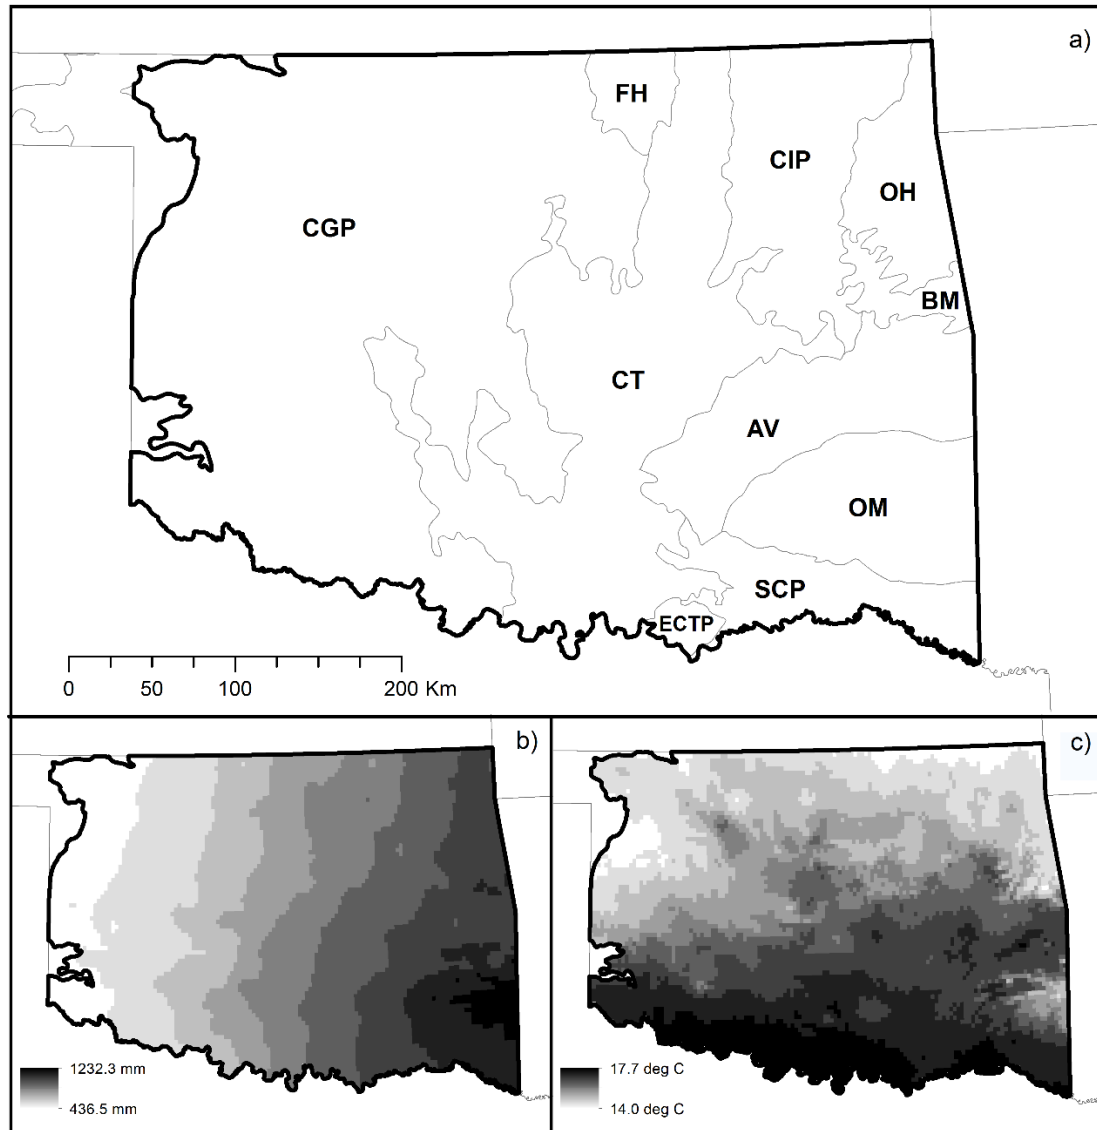 a)
FH
CIP
OH
CGP
BM
CT
AV
OM
SCP
ECTP
0 50 100 200 Km
b)
1232.3 mm
436.5 mm
c)
17.7 deg C
14.0 deg C